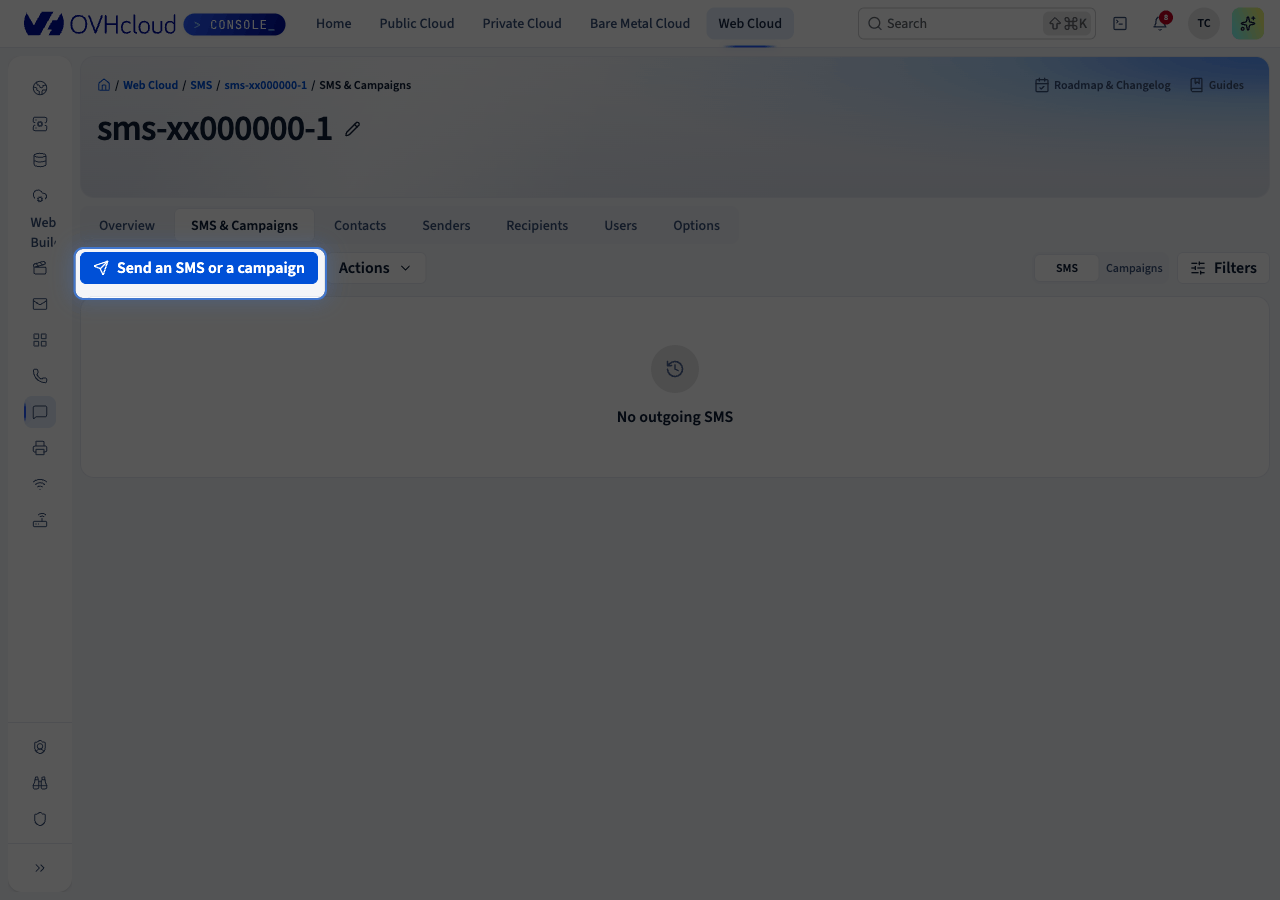 OVHcloud > CONSOLE_ Home Public Cloud Private Cloud Bare Metal Cloud Web Cloud Search ⇧⌘K 8 TC
/ Web Cloud / SMS / sms-xx000000-1 / SMS & Campaigns Roadmap & Changelog Guides
sms-xx000000-1
Web
Buil
Overview SMS & Campaigns Contacts Senders Recipients Users Options
Send an SMS or a campaign Actions SMS Campaigns Filters
No outgoing SMS